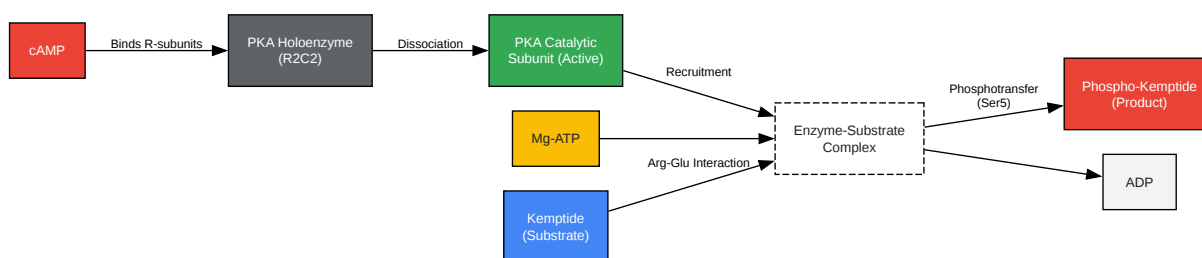 cAMP
Binds R-subunits
PKA Holoenzyme
(R2C2)
Dissociation
PKA Catalytic
Subunit (Active)
Recruitment
Mg-ATP
Arg-Glu Interaction
Kemptide
(Substrate)
Enzyme-Substrate
Complex
Phosphotransfer
(Ser5)
Phospho-Kemptide
(Product)
ADP